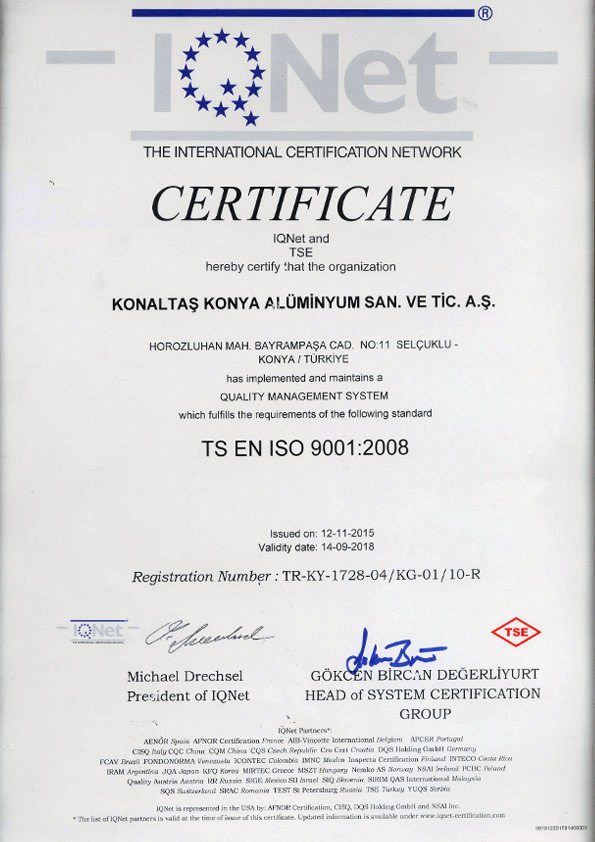 IQNet ®
THE INTERNATIONAL CERTIFICATION NETWORK
CERTIFICATE
IQNet and
TSE
hereby certify that the organization
KONALTAŞ KONYA ALÜMİNYUM SAN. VE TİC. A.Ş.
HOROZLUHAN MAH. BAYRAMPAŞA CAD. NO:11 SELÇUKLU -
KONYA / TÜRKİYE
has implemented and maintains a
QUALITY MANAGEMENT SYSTEM
which fulfills the requirements of the following standard
TS EN ISO 9001:2008
Issued on: 12-11-2015
Validity date: 14-09-2018
Registration Number : TR-KY-1728-04/KG-01/10-R
IQNet
THE INTERNATIONAL CERTIFICATION NETWORK
TSE
Michael Drechsel
President of IQNet
GÖKCEN BİRCAN DEĞERLİYURT
HEAD of SYSTEM CERTIFICATION
GROUP
IQNet Partners*:
AENOR Spain AFNOR Certification France AIB-Vinçotte International Belgium APCER Portugal
CISQ Italy CQC China CQM China CQS Czech Republic Cro Cert Croatia DQS Holding GmbH Germany
FCAV Brazil FONDONORMA Venezuela ICONTEC Colombia IMNC Mexico Inspecta Certification Finland INTECO Costa Rica
IRAM Argentina JQA Japan KFQ Korea MIRTEC Greece MSZT Hungary Nemko AS Norway NSAI Ireland PCBC Poland
Quality Austria Austria RR Russia SIGE Mexico SII Israel SIQ Slovenia SIRIM QAS International Malaysia
SQS Switzerland SRAC Romania TEST St Petersburg Russia TSE Turkey YUQS Serbia
IQNet is represented in the USA by: AFNOR Certification, CISQ, DQS Holding GmbH and NSAI Inc.
* The list of IQNet partners is valid at the time of issue of this certificate. Updated information is available under www.iqnet-certification.com